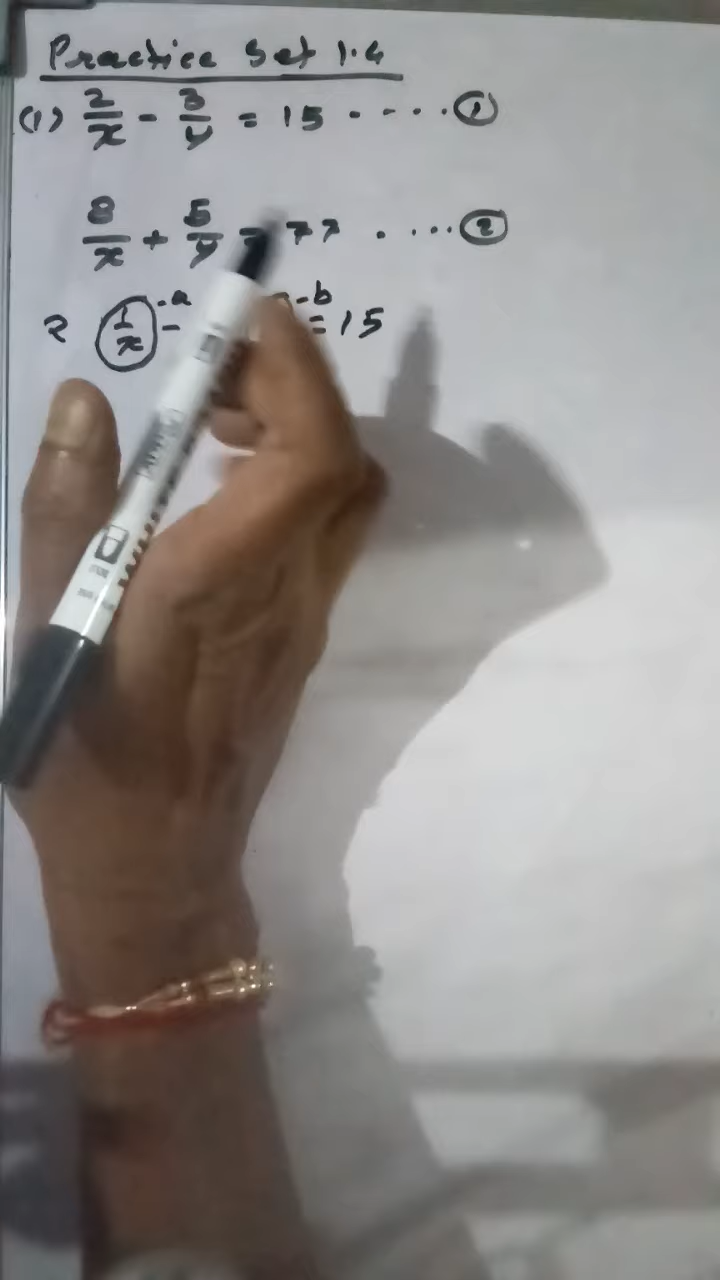 Practice Set 1.4
(1) 2/x - 3/y = 15 ..... ①
8/x + 5/y = 77 . .... ②
2 (1/x) -a - -b = 15